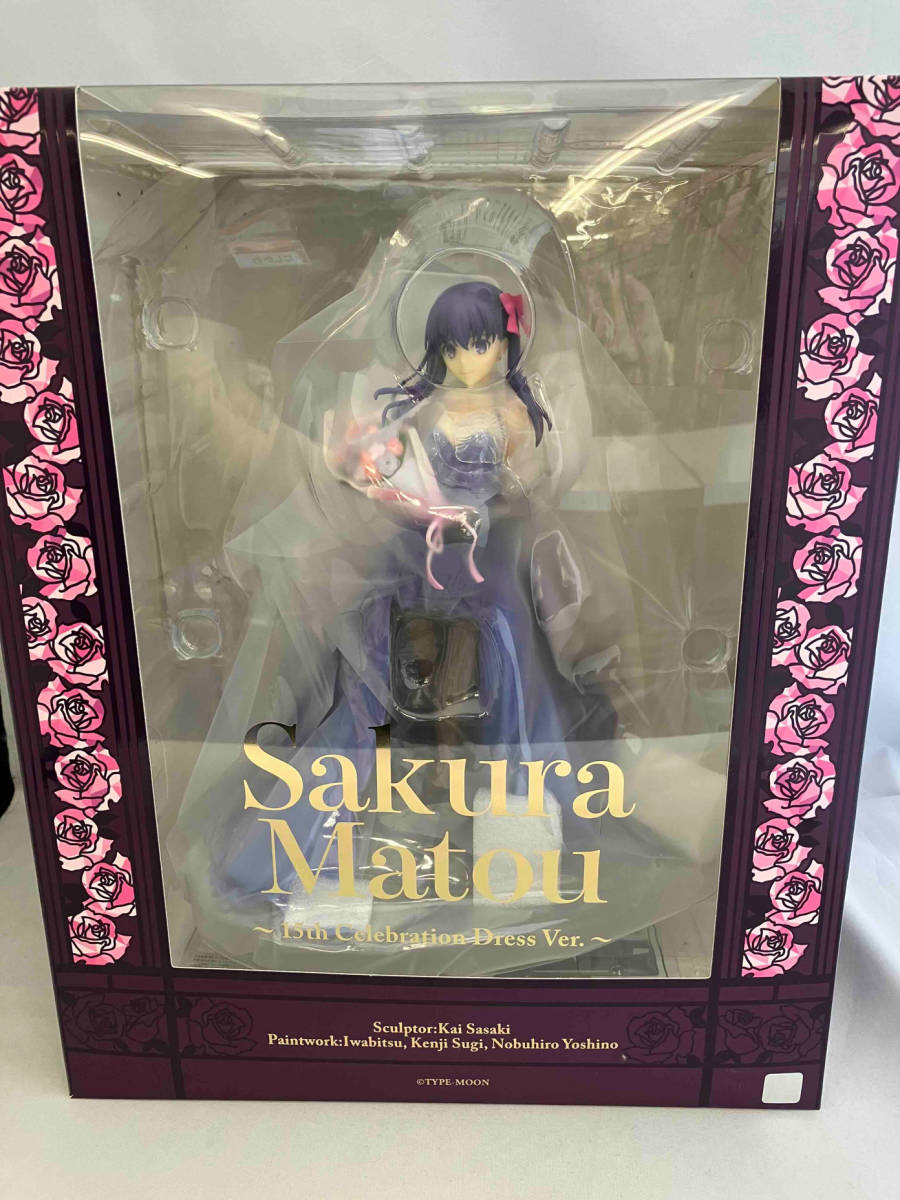 Sakura
Matou
~ 15th Celebration Dress Ver. ~
Sculptor:Kai Sasaki
Paintwork:Iwabitsu, Kenji Sugi, Nobuhiro Yoshino
©TYPE-MOON